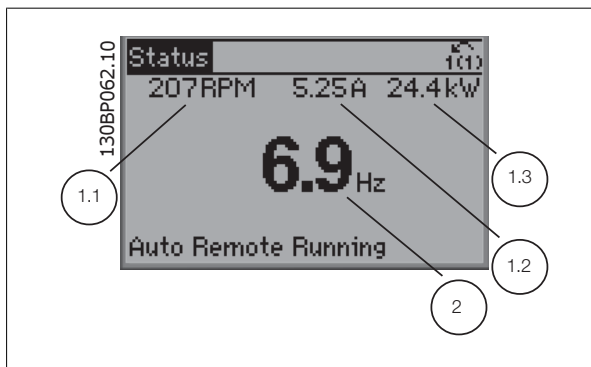 130BP062.10
Status
1(1)
207RPM 5.25A 24.4kW
6.9Hz
Auto Remote Running
1.1
1.3
1.2
2